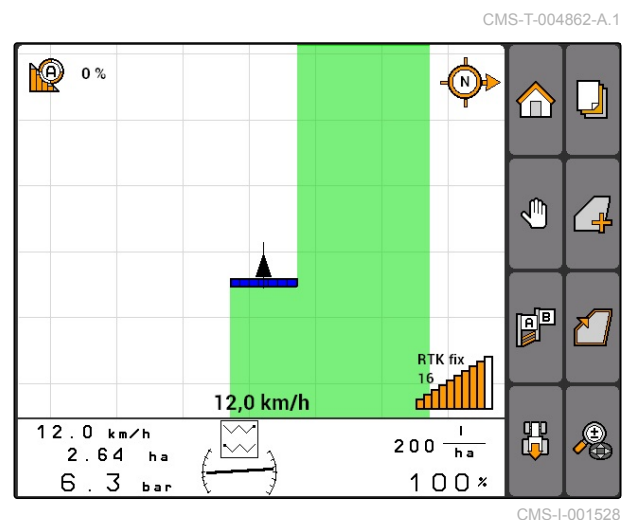 CMS-T-004862-A.1
A 0 %
N
A B
RTK fix
16
12,0 km/h
12.0 km/h
2.64 ha
6.3 bar
200 l/ha
100%
CMS-I-001528